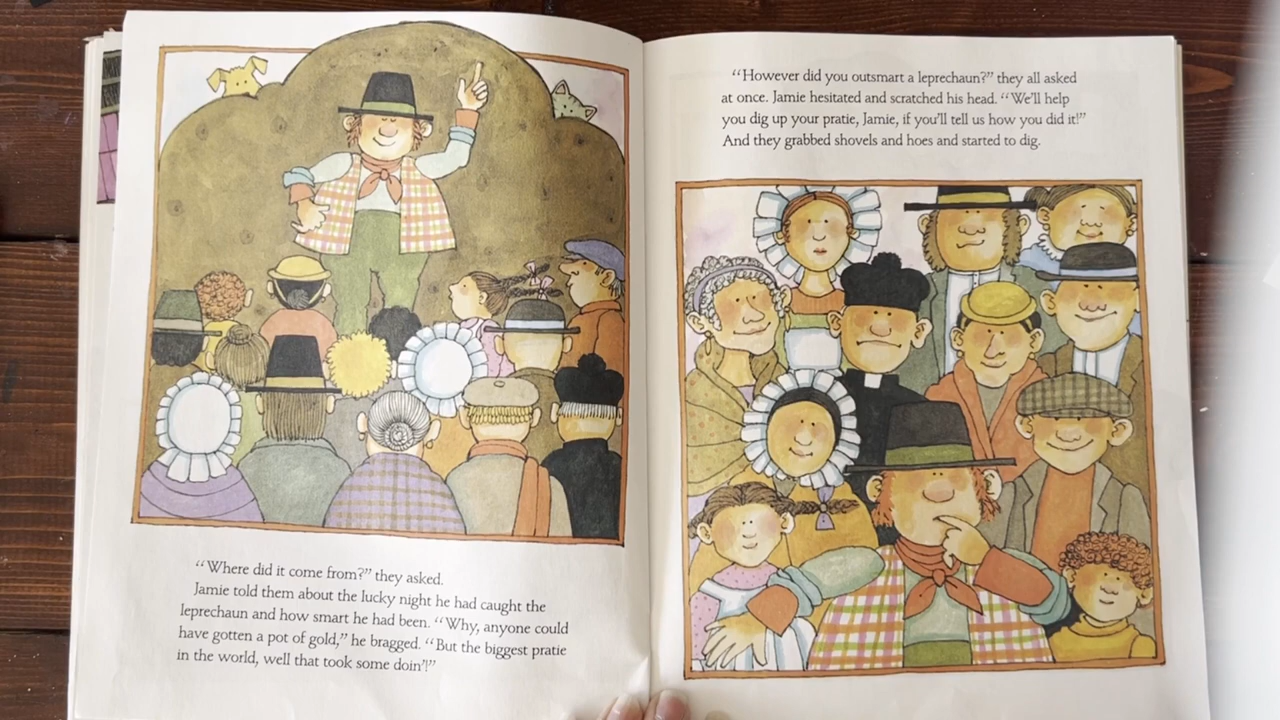 “Where did it come from?” they asked.
Jamie told them about the lucky night he had caught the
leprechaun and how smart he had been. “Why, anyone could
have gotten a pot of gold,” he bragged. “But the biggest pratie
in the world, well that took some doin’!”
“However did you outsmart a leprechaun?” they all asked
at once. Jamie hesitated and scratched his head. “We’ll help
you dig up your pratie, Jamie, if you’ll tell us how you did it!”
And they grabbed shovels and hoes and started to dig.